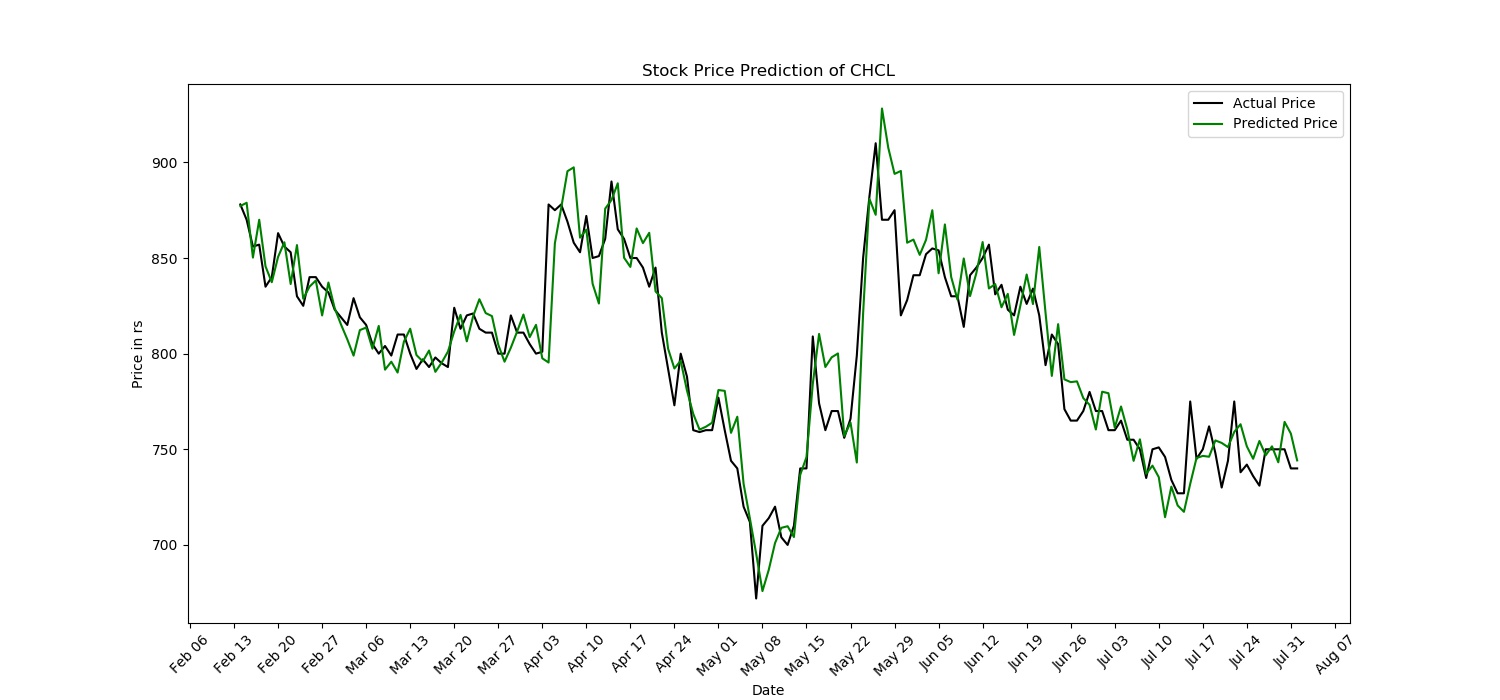 Stock Price Prediction of CHCL
Actual Price
Predicted Price
Price in rs
900
850
800
750
700
Feb 06
Feb 13
Feb 20
Feb 27
Mar 06
Mar 13
Mar 20
Mar 27
Apr 03
Apr 10
Apr 17
Apr 24
May 01
May 08
May 15
May 22
May 29
Jun 05
Jun 12
Jun 19
Jun 26
Jul 03
Jul 10
Jul 17
Jul 24
Jul 31
Aug 07
Date